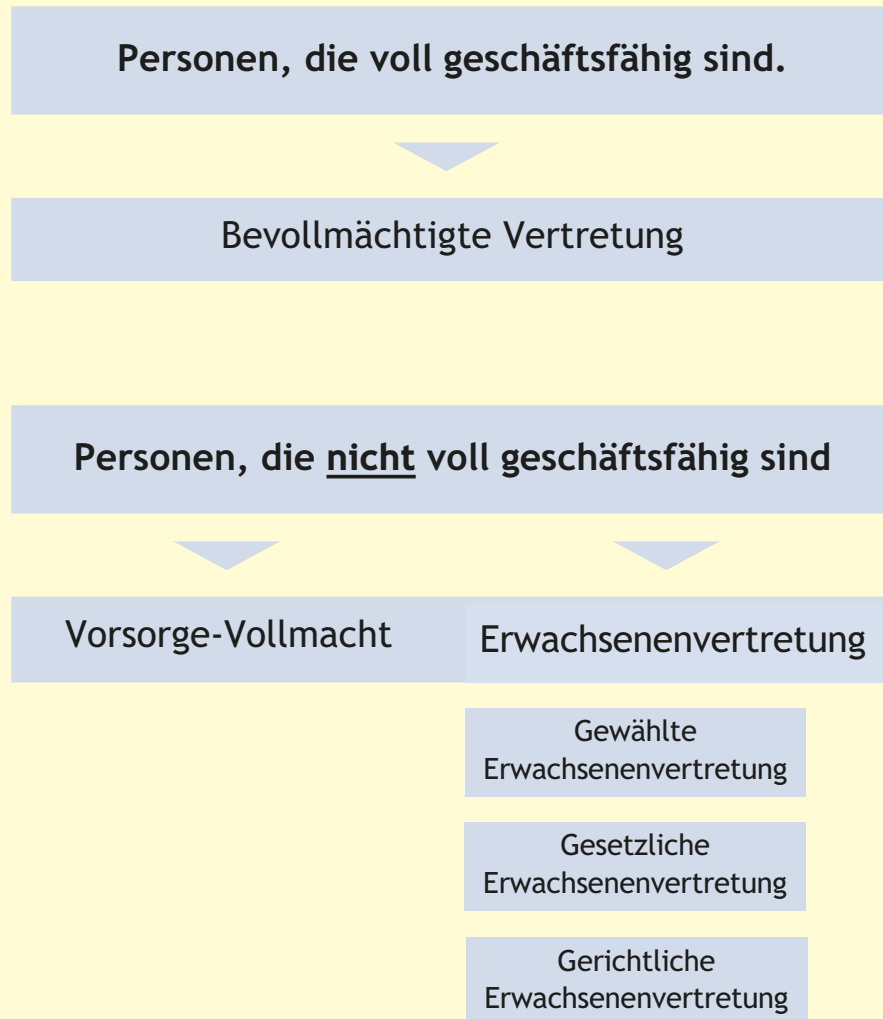 Personen, die voll geschäftsfähig sind.
Bevollmächtigte Vertretung
Personen, die nicht voll geschäftsfähig sind
Vorsorge-Vollmacht
Erwachsenenvertretung
Gewählte
Erwachsenenvertretung
Gesetzliche
Erwachsenenvertretung
Gerichtliche
Erwachsenenvertretung